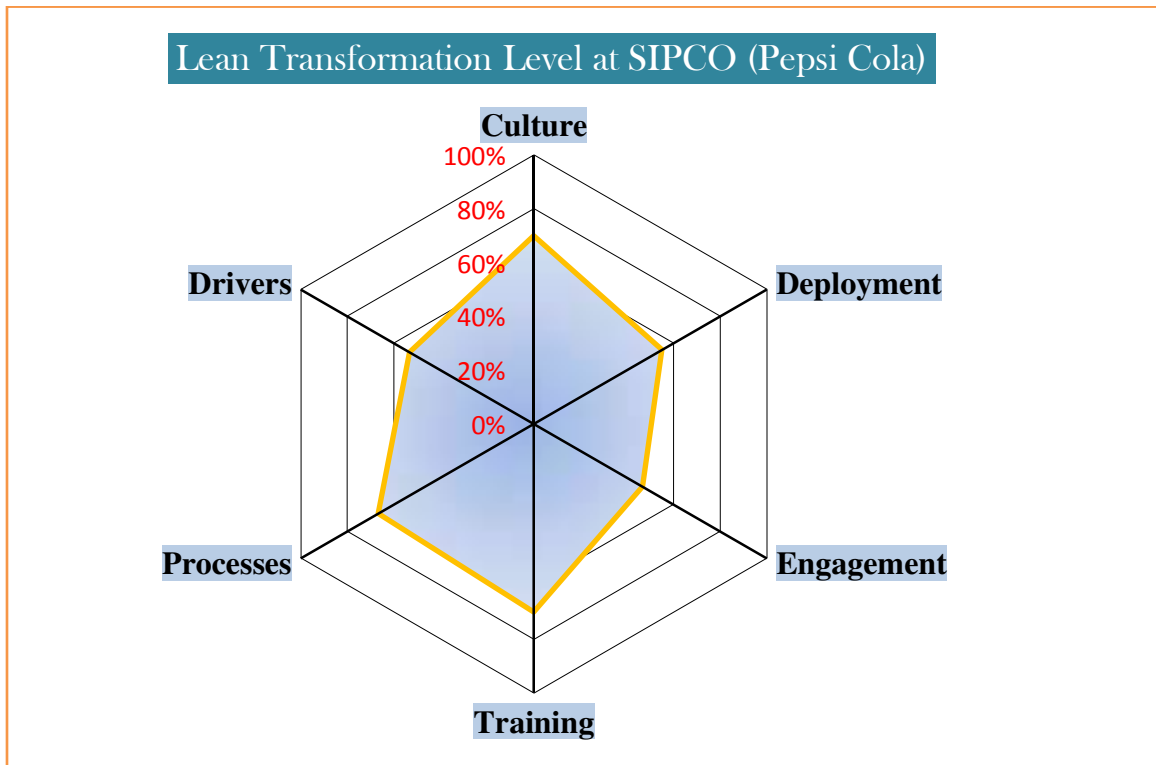 Lean Transformation Level at SIPCO (Pepsi Cola)
Culture
100%
80%
60%
40%
20%
0%
Drivers
Deployment
Processes
Engagement
Training